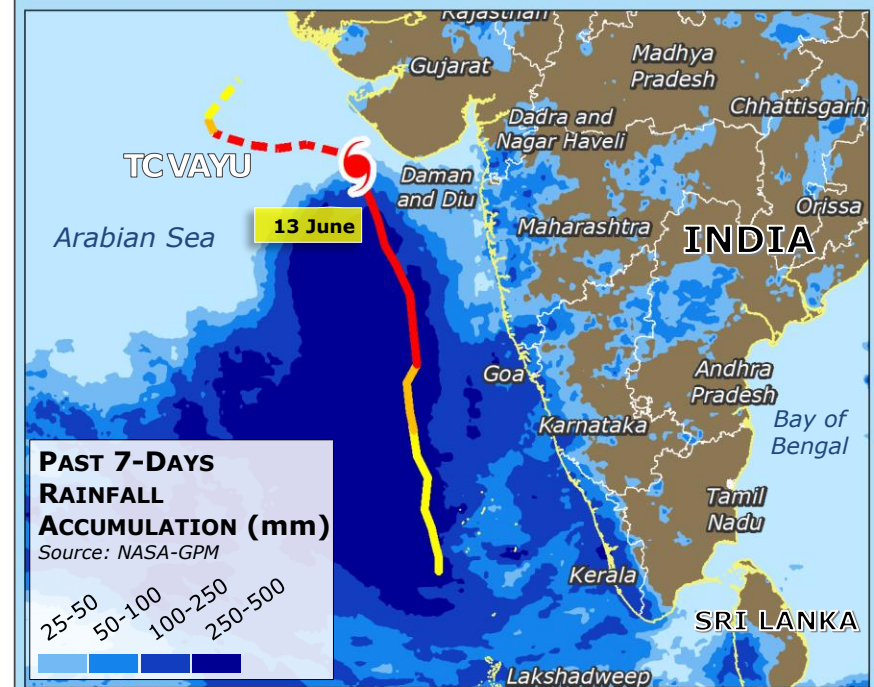 Rajasthan
Gujarat
Madhya
Pradesh
Chhattisgarh
Dadra and
Nagar Haveli
TC VAYU
Daman
and Diu
Orissa
13 June
Maharashtra
INDIA
Arabian Sea
Goa
Andhra
Pradesh
Karnataka
Bay of
Bengal
PAST 7-DAYS
RAINFALL
ACCUMULATION (mm)
Source: NASA-GPM
25-50
50-100
100-250
250-500
Tamil
Nadu
Kerala
SRI LANKA
Lakshadweep